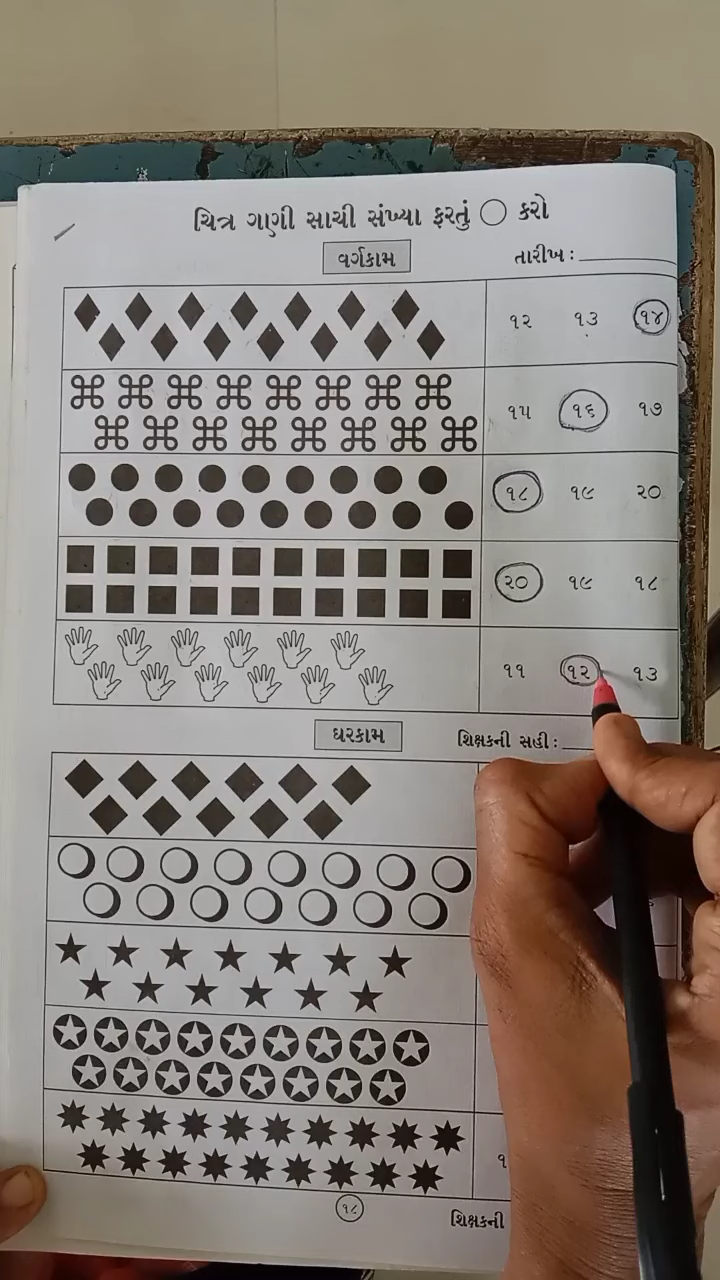 ચિત્ર ગણી સાચી સંખ્યા ફરતું ◯ કરો
વર્ગકામ
તારીખ :
૧૨ ૧૩ ૧૪
૧૫ ૧૬ ૧૭
૧૮ ૧૯ ૨૦
૨૦ ૧૯ ૧૮
૧૧ ૧૨ ૧૩
ઘરકામ
શિક્ષકની સહી :
૧૮
શિક્ષકની